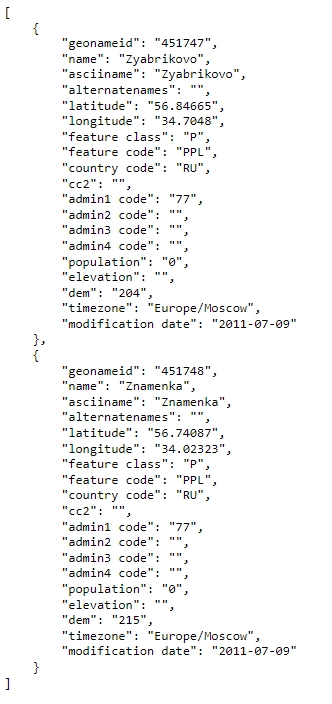 [
    {
        "geonameid": "451747",
        "name": "Zyabrikovo",
        "asciiname": "Zyabrikovo",
        "alternatenames": "",
        "latitude": "56.84665",
        "longitude": "34.7048",
        "feature class": "P",
        "feature code": "PPL",
        "country code": "RU",
        "cc2": "",
        "admin1 code": "77",
        "admin2 code": "",
        "admin3 code": "",
        "admin4 code": "",
        "population": "0",
        "elevation": "",
        "dem": "204",
        "timezone": "Europe/Moscow",
        "modification date": "2011-07-09"
    },
    {
        "geonameid": "451748",
        "name": "Znamenka",
        "asciiname": "Znamenka",
        "alternatenames": "",
        "latitude": "56.74087",
        "longitude": "34.02323",
        "feature class": "P",
        "feature code": "PPL",
        "country code": "RU",
        "cc2": "",
        "admin1 code": "77",
        "admin2 code": "",
        "admin3 code": "",
        "admin4 code": "",
        "population": "0",
        "elevation": "",
        "dem": "215",
        "timezone": "Europe/Moscow",
        "modification date": "2011-07-09"
    }
]